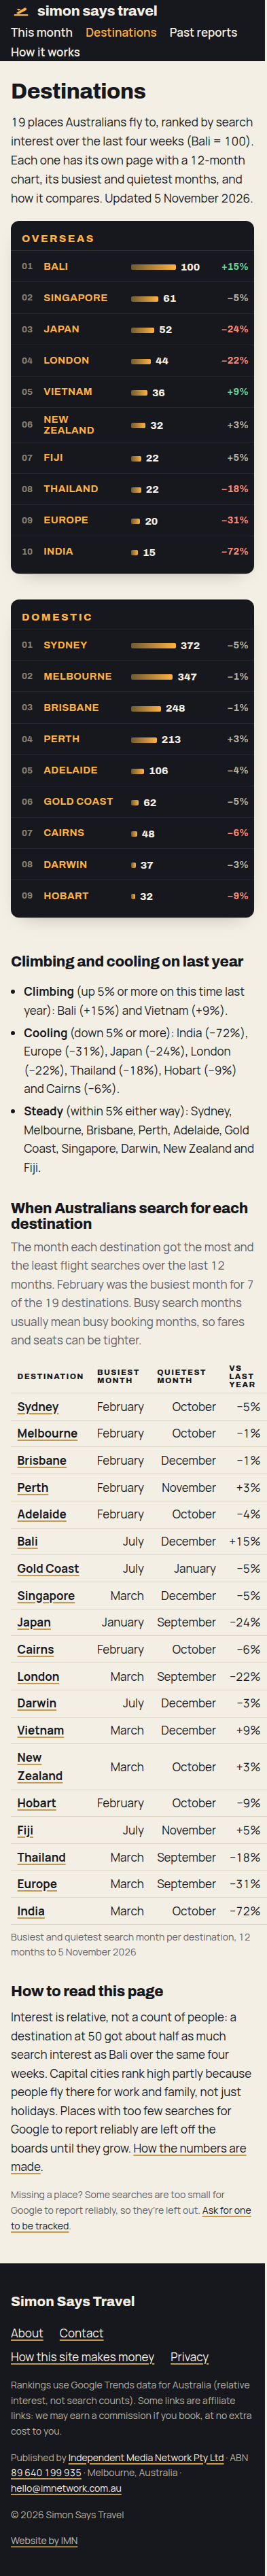 simon says travel
This month Destinations Past reports
How it works
Destinations
19 places Australians fly to, ranked by search
interest over the last four weeks (Bali = 100).
Each one has its own page with a 12-month
chart, its busiest and quietest months, and
how it compares. Updated 5 November 2026.
OVERSEAS
01 BALI 100 +15%
02 SINGAPORE 61 −5%
03 JAPAN 52 −24%
04 LONDON 44 −22%
05 VIETNAM 36 +9%
06 NEW ZEALAND 32 +3%
07 FIJI 22 +5%
08 THAILAND 22 −18%
09 EUROPE 20 −31%
10 INDIA 15 −72%
DOMESTIC
01 SYDNEY 372 −5%
02 MELBOURNE 347 −1%
03 BRISBANE 248 −1%
04 PERTH 213 +3%
05 ADELAIDE 106 −4%
06 GOLD COAST 62 −5%
07 CAIRNS 48 −6%
08 DARWIN 37 −3%
09 HOBART 32 −9%
Climbing and cooling on last year
• Climbing (up 5% or more on this time last
year): Bali (+15%) and Vietnam (+9%).
• Cooling (down 5% or more): India (−72%),
Europe (−31%), Japan (−24%), London
(−22%), Thailand (−18%), Hobart (−9%)
and Cairns (−6%).
• Steady (within 5% either way): Sydney,
Melbourne, Brisbane, Perth, Adelaide, Gold
Coast, Singapore, Darwin, New Zealand and
Fiji.
When Australians search for each
destination
The month each destination got the most and
the least flight searches over the last 12
months. February was the busiest month for 7
of the 19 destinations. Busy search months
usually mean busy booking months, so fares
and seats can be tighter.
DESTINATION BUSIEST MONTH QUIETEST MONTH VS LAST YEAR
Sydney February October −5%
Melbourne February October −1%
Brisbane February December −1%
Perth February November +3%
Adelaide February October −4%
Bali July December +15%
Gold Coast July January −5%
Singapore March December −5%
Japan January September −24%
Cairns February October −6%
London March September −22%
Darwin July December −3%
Vietnam March December +9%
New Zealand March October +3%
Hobart February October −9%
Fiji July November +5%
Thailand March September −18%
Europe March September −31%
India March October −72%
Busiest and quietest search month per destination, 12
months to 5 November 2026
How to read this page
Interest is relative, not a count of people: a
destination at 50 got about half as much
search interest as Bali over the same four
weeks. Capital cities rank high partly because
people fly there for work and family, not just
holidays. Places with too few searches for
Google to report reliably are left off the
boards until they grow. How the numbers are
made.
Missing a place? Some searches are too small for
Google to report reliably, so they're left out. Ask for one
to be tracked.
Simon Says Travel
About Contact
How this site makes money Privacy
Rankings use Google Trends data for Australia (relative
interest, not search counts). Some links are affiliate
links: we may earn a commission if you book, at no extra
cost to you.
Published by Independent Media Network Pty Ltd · ABN
89 640 199 935 · Melbourne, Australia ·
hello@imnetwork.com.au
© 2026 Simon Says Travel
Website by IMN